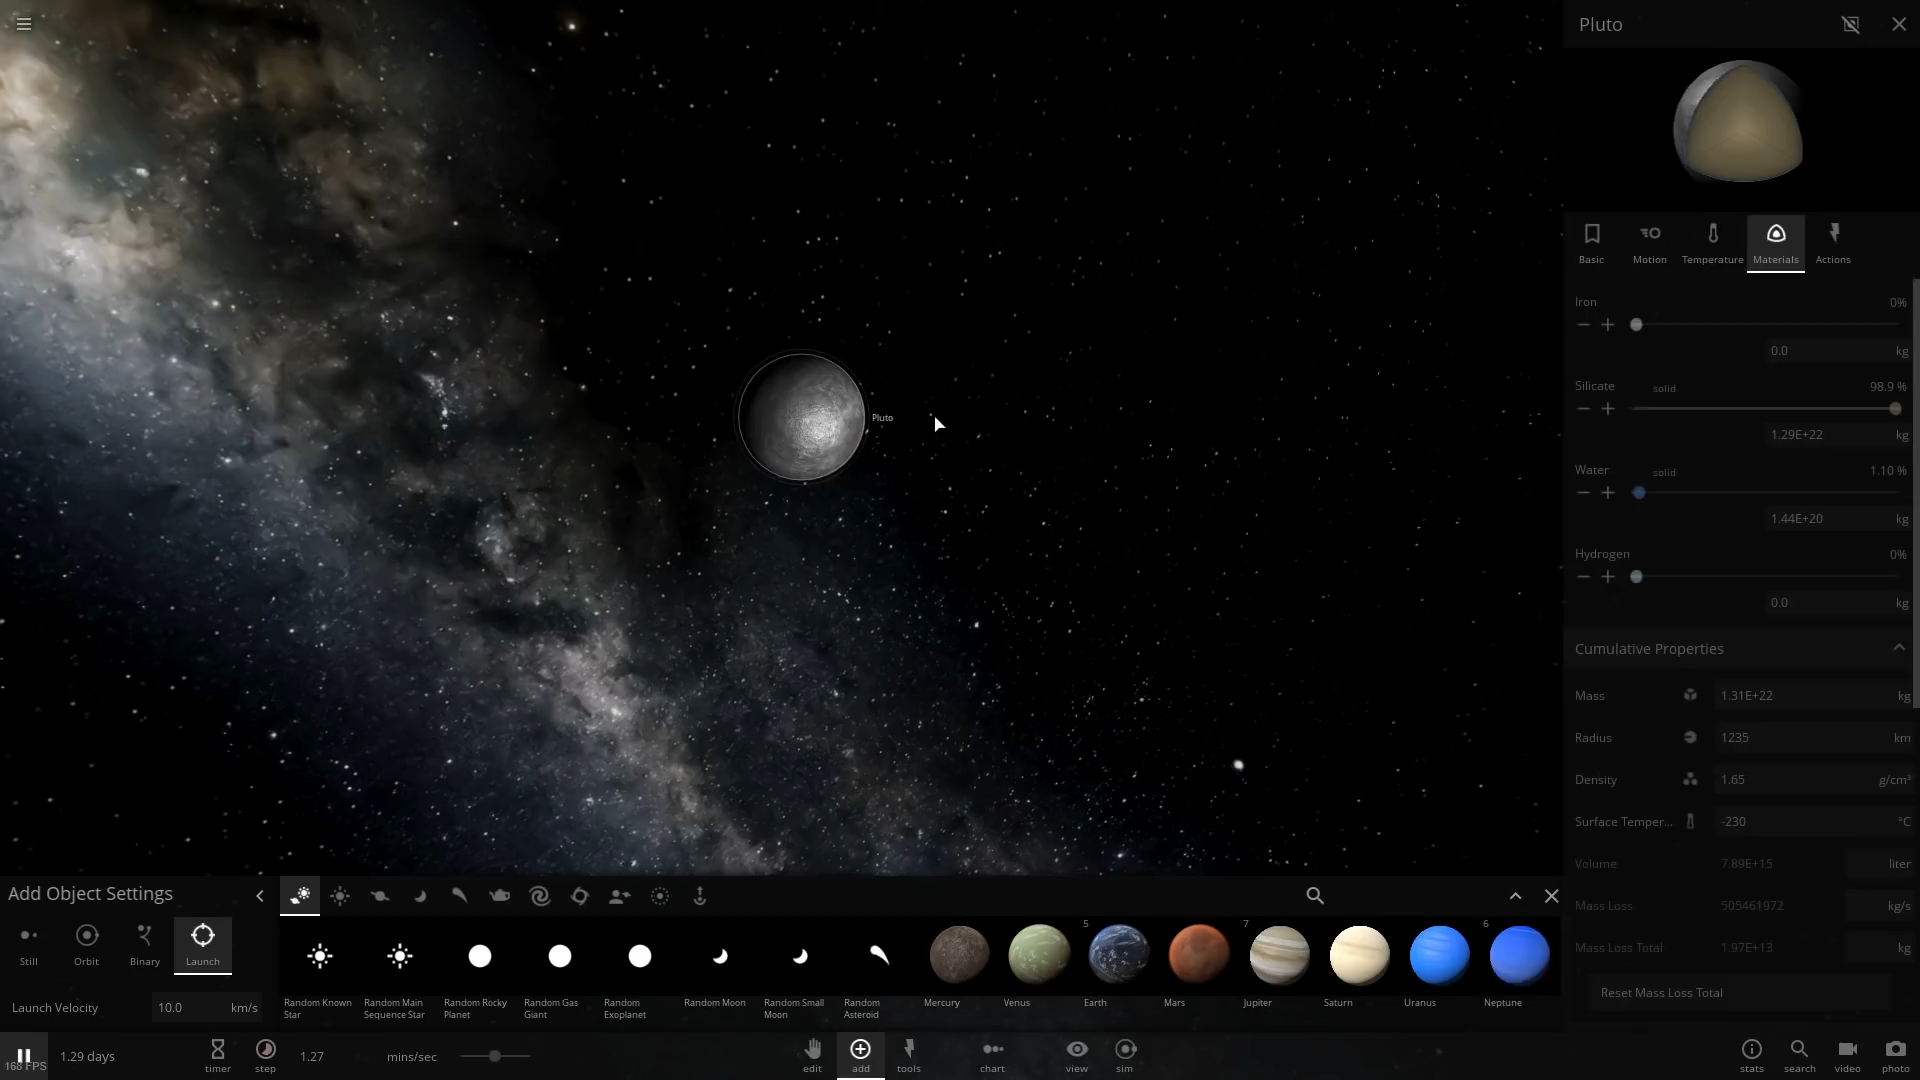 Pluto
Basic
Motion
Temperature
Materials
Actions
Iron
0%
0.0 kg
Silicate
solid
98.9 %
1.29E+22 kg
Water
solid
1.10 %
1.44E+20 kg
Hydrogen
0%
0.0 kg
Cumulative Properties
Mass 1.31E+22 kg
Radius 1235 km
Density 1.65 g/cm³
Surface Temper... -230 °C
Volume 7.89E+15 liter
Mass Loss 505461972 kg/s
Mass Loss Total 1.97E+13 kg
Reset Mass Loss Total
Pluto
Add Object Settings
Still
Orbit
Binary
Launch
Launch Velocity 10.0 km/s
5
7
6
Random Known
Star
Random Main
Sequence Star
Random Rocky
Planet
Random Gas
Giant
Random
Exoplanet
Random Moon
Random Small
Moon
Random
Asteroid
Mercury
Venus
Earth
Mars
Jupiter
Saturn
Uranus
Neptune
168 FPS
1.29 days
timer
step
1.27 mins/sec
edit
add
tools
chart
view
sim
stats
search
video
photo